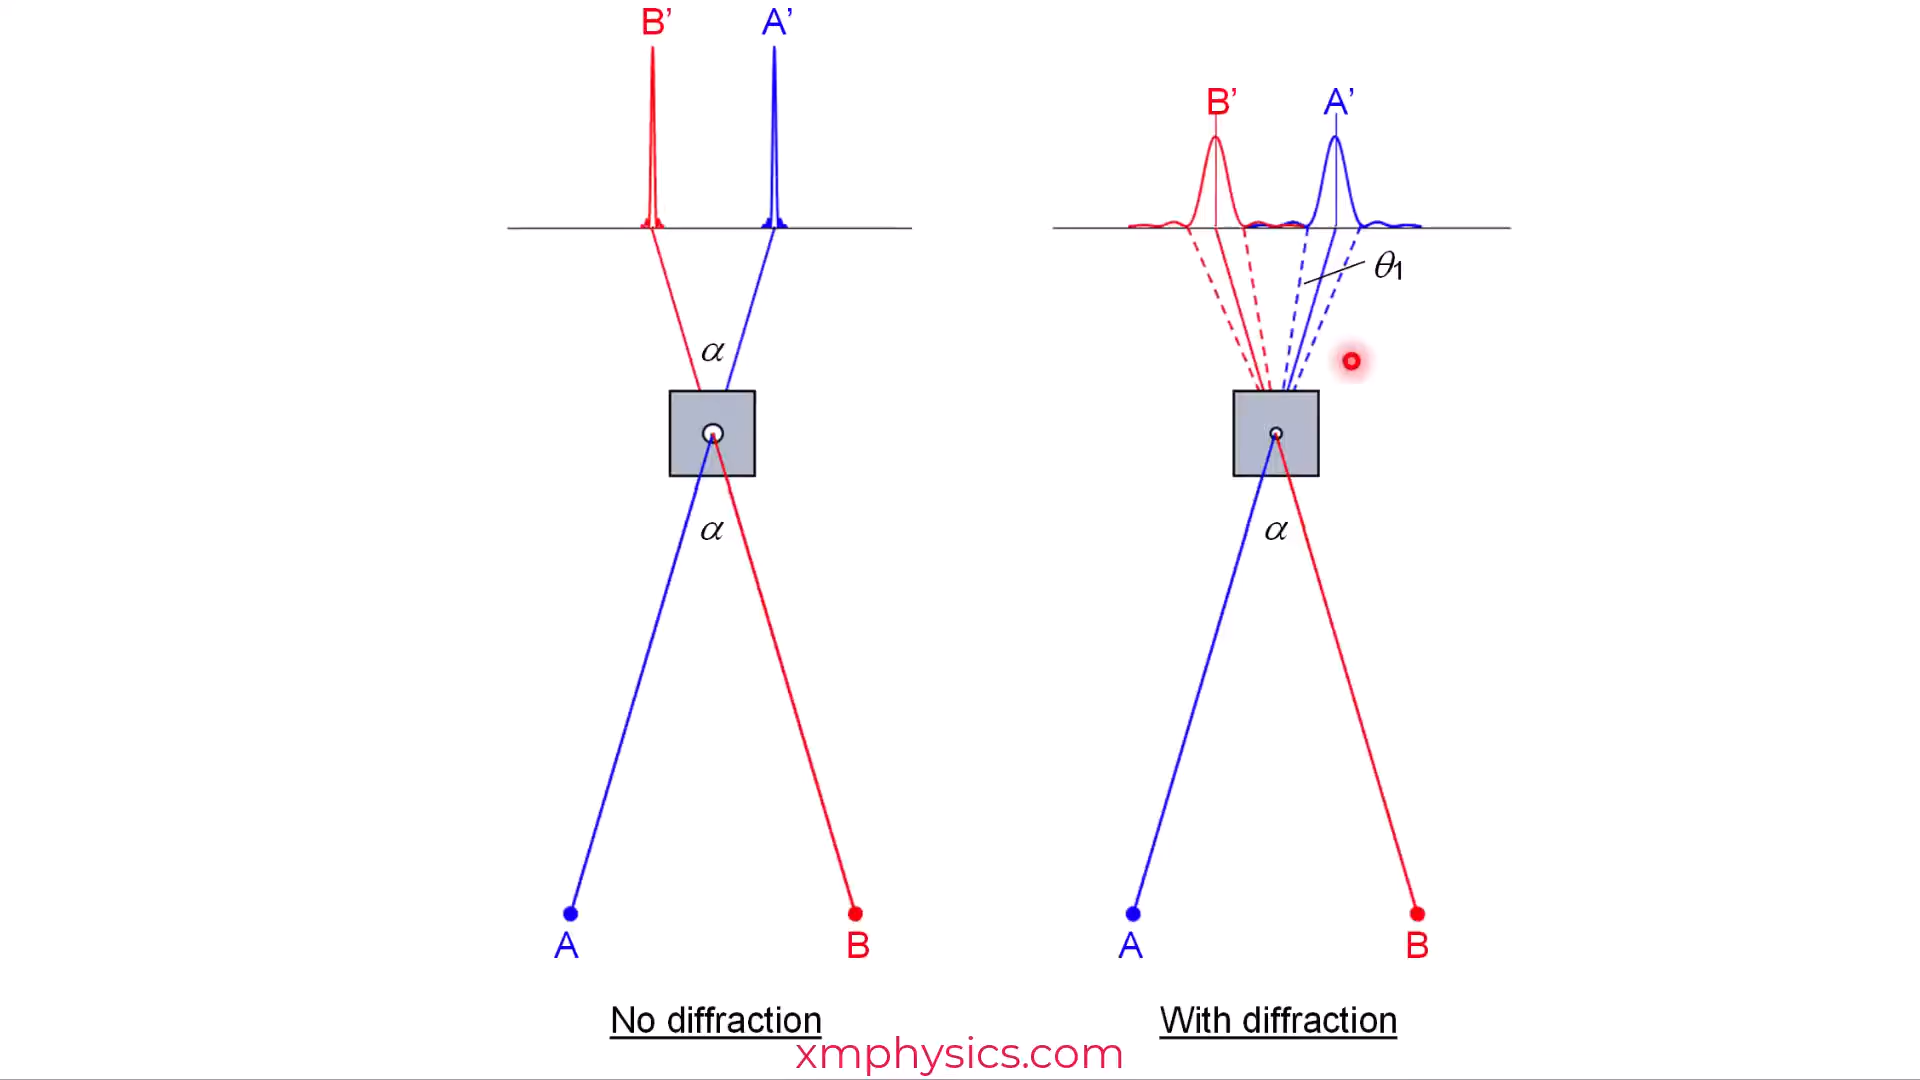 B’ A’
B’ A’
θ1
α
α
α
A B
A B
No diffraction
With diffraction
xmphysics.com